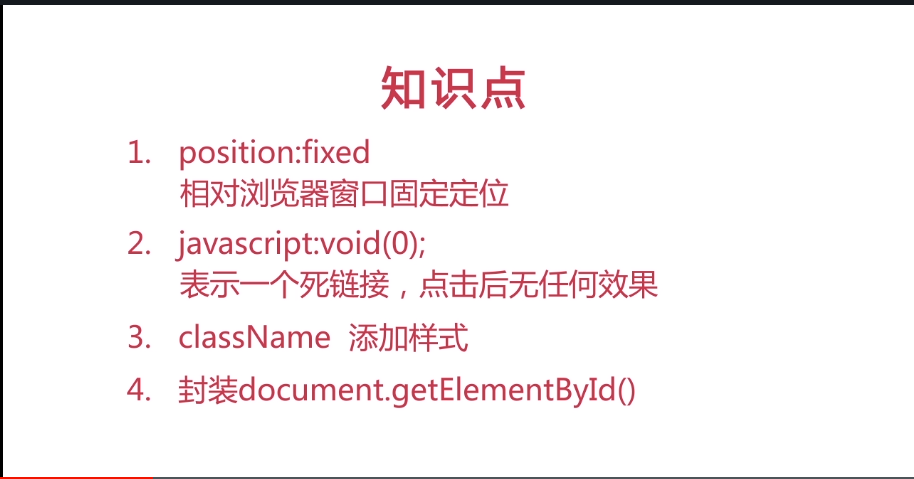 知识点
1. position:fixed
相对浏览器窗口固定定位
2. javascript:void(0);
表示一个死链接，点击后无任何效果
3. className 添加样式
4. 封装document.getElementById()